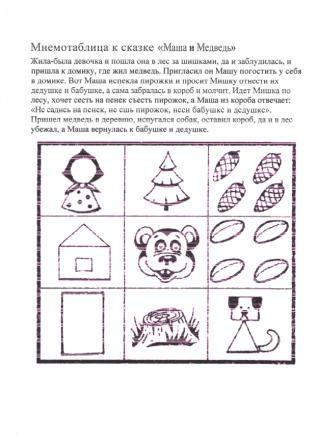 Мнемотаблица к сказке «Маша и Медведь»
Жила-была девочка и пошла она в лес за шишками, да и заблудилась, и
пришла к домику, где жил медведь. Пригласил он Машу погостить у себя
в домике. Вот Маша испекла пирожки и просит Мишку отнести их
дедушке и бабушке, а сама забралась в короб и молчит. Идет Мишка по
лесу, хочет сесть на пенек съесть пирожок, а Маша из короба отвечает:
«Не садись на пенек, не ешь пирожок, неси бабушке и дедушке».
Пришел медведь в деревню, испугался собак, оставил короб, да и в лес
убежал, а Маша вернулась к бабушке и дедушке.